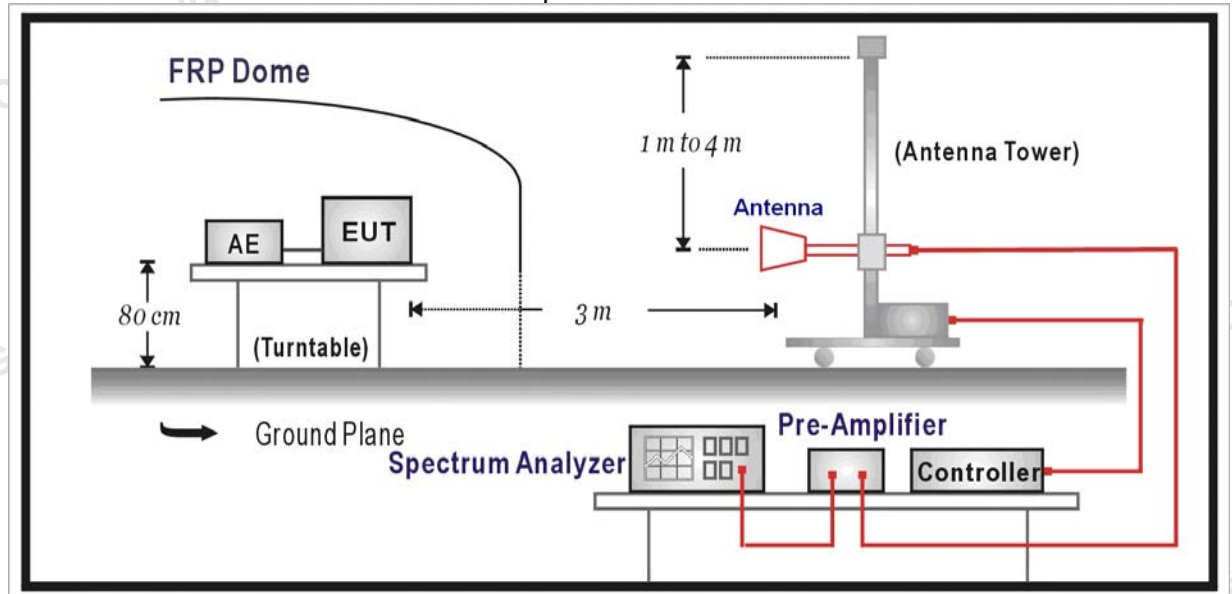 FRP Dome
1 m to 4 m
(Antenna Tower)
Antenna
AE
EUT
80 cm
3 m
(Turntable)
Ground Plane
Pre-Amplifier
Spectrum Analyzer
Controller